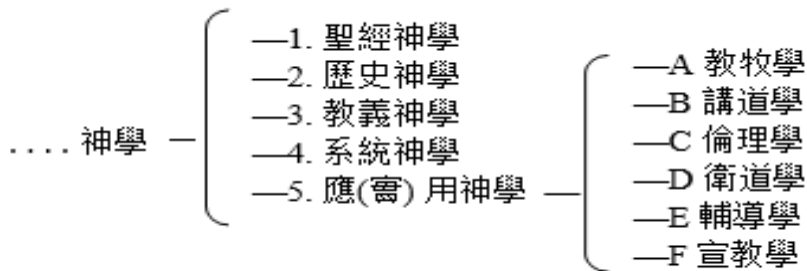 .... 神學
—1. 聖經神學
—2. 歷史神學
—3. 教義神學
—4. 系統神學
—5. 應(實) 用神學
—A 教牧學
—B 講道學
—C 倫理學
—D 衛道學
—E 輔導學
—F 宣教學